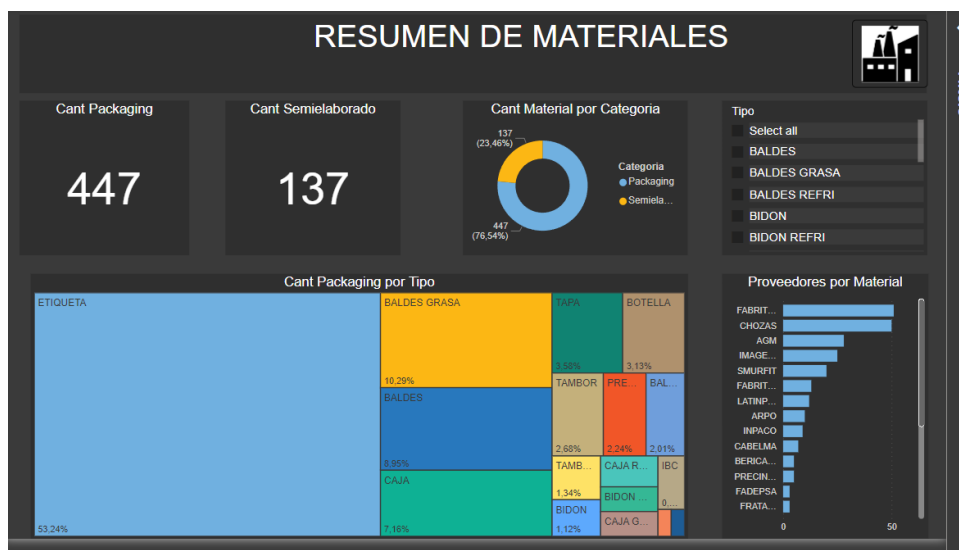 RESUMEN DE MATERIALES
Cant Packaging
447
Cant Semielaborado
137
Cant Material por Categoria
137
(23,46%)
447
(76,54%)
Categoria
Packaging
Semiela...
Tipo
Select all
BALDES
BALDES GRASA
BALDES REFRI
BIDON
BIDON REFRI
Cant Packaging por Tipo
ETIQUETA
53,24%
BALDES GRASA
10,29%
BALDES
8,95%
CAJA
7,16%
TAPA
3,58%
BOTELLA
3,13%
TAMBOR
2,68%
PRE...
2,24%
BAL...
2,01%
TAMB...
1,34%
BIDON
1,12%
CAJA R...
BIDON ...
CAJA G...
IBC
0,...
Proveedores por Material
FABRIT...
CHOZAS
AGM
IMAGE...
SMURFIT
FABRIT...
LATINP...
ARPO
INPACO
CABELMA
BERICA...
PRECIN...
FADEPSA
FRATA...
0
50